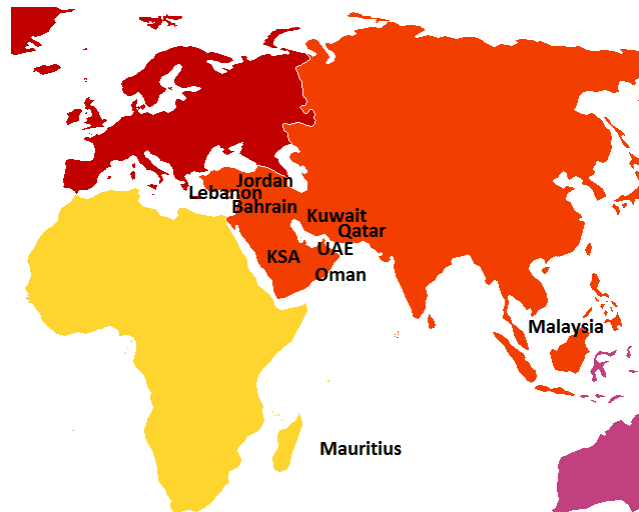 Jordan
Lebanon
Bahrain
Kuwait
Qatar
UAE
KSA
Oman
Malaysia
Mauritius